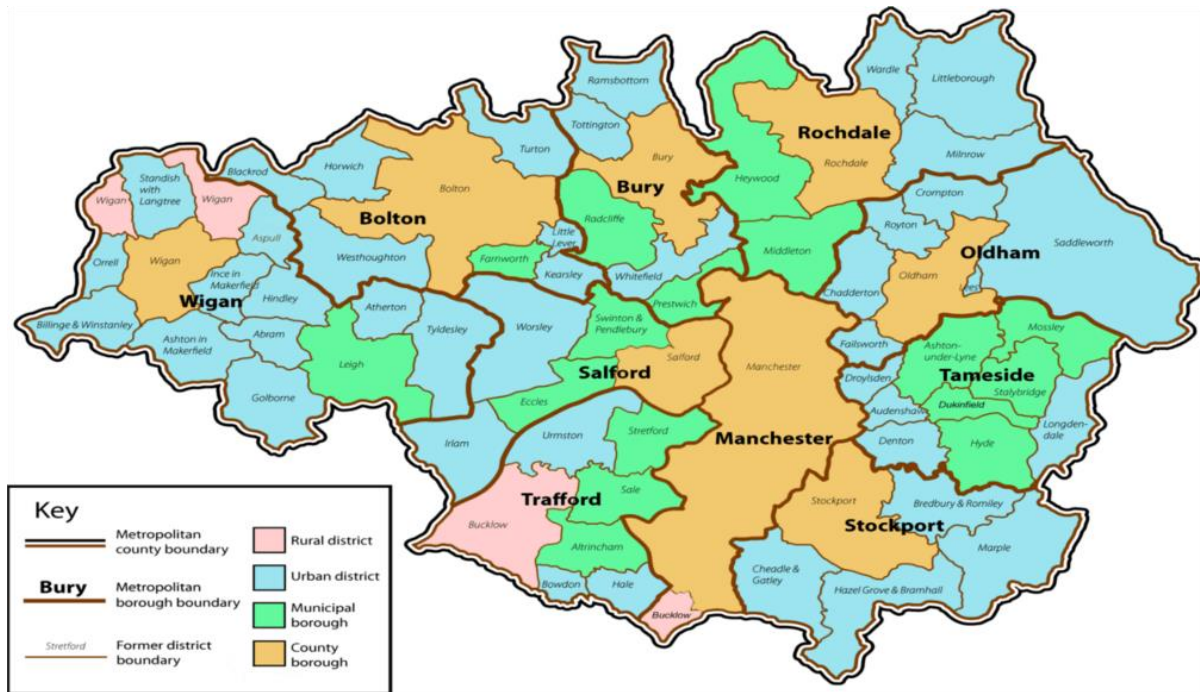 Ramsbottom
Wardle
Littleborough
Tottington
Rochdale
Rochdale
Turton
Bury
Milnrow
Horwich
Blackrod
Standish
with
Langtree
Bolton
Heywood
Wigan
Wigan
Bury
Crompton
Bolton
Radcliffe
Royton
Saddleworth
Aspull
Little
Lever
Middleton
Oldham
Orrell
Wigan
Westhoughton
Farnworth
Whitefield
Oldham
Lees
Ince in
Makerfield
Kearsley
Chadderton
Wigan
Hindley
Prestwich
Billinge & Winstanley
Atherton
Worsley
Swinton &
Pendlebury
Mossley
Abram
Tyldesley
Failsworth
Ashton-
under-Lyne
Ashton in
Makerfield
Salford
Manchester
Leigh
Salford
Droylsden
Tameside
Stalybridge
Golborne
Eccles
Audenshaw
Dukinfield
Longden-
dale
Stretford
Irlam
Urmston
Manchester
Denton
Hyde
Trafford
Sale
Stockport
Bredbury & Romiley
Bucklow
Stockport
Altrincham
Marple
Bowdon
Hale
Cheadle &
Gatley
Hazel Grove & Bramhall
Bucklow
Key
Metropolitan
county boundary
Bury
Metropolitan
borough boundary
Stretford
Former district
boundary
Rural district
Urban district
Municipal
borough
County
borough